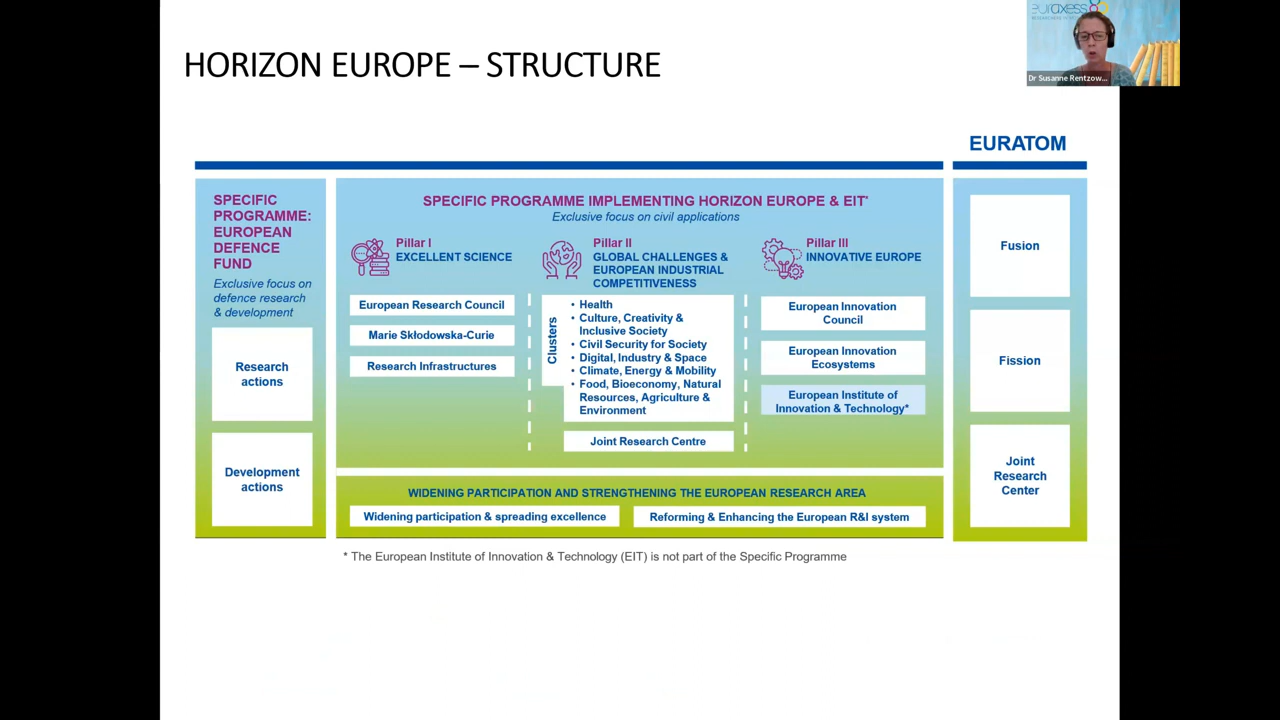 euraxess
Dr Susanne Rentzow...
HORIZON EUROPE – STRUCTURE
EURATOM
SPECIFIC
PROGRAMME:
EUROPEAN
DEFENCE
FUND
Exclusive focus on
defence research
& development
Research
actions
Development
actions
SPECIFIC PROGRAMME IMPLEMENTING HORIZON EUROPE & EIT*
Exclusive focus on civil applications
Pillar I
EXCELLENT SCIENCE
European Research Council
Marie Skłodowska-Curie
Research Infrastructures
Pillar II
GLOBAL CHALLENGES &
EUROPEAN INDUSTRIAL
COMPETITIVENESS
Clusters
• Health
• Culture, Creativity &
Inclusive Society
• Civil Security for Society
• Digital, Industry & Space
• Climate, Energy & Mobility
• Food, Bioeconomy, Natural
Resources, Agriculture &
Environment
Joint Research Centre
Pillar III
INNOVATIVE EUROPE
European Innovation
Council
European Innovation
Ecosystems
European Institute of
Innovation & Technology*
WIDENING PARTICIPATION AND STRENGTHENING THE EUROPEAN RESEARCH AREA
Widening participation & spreading excellence
Reforming & Enhancing the European R&I system
Fusion
Fission
Joint
Research
Center
* The European Institute of Innovation & Technology (EIT) is not part of the Specific Programme